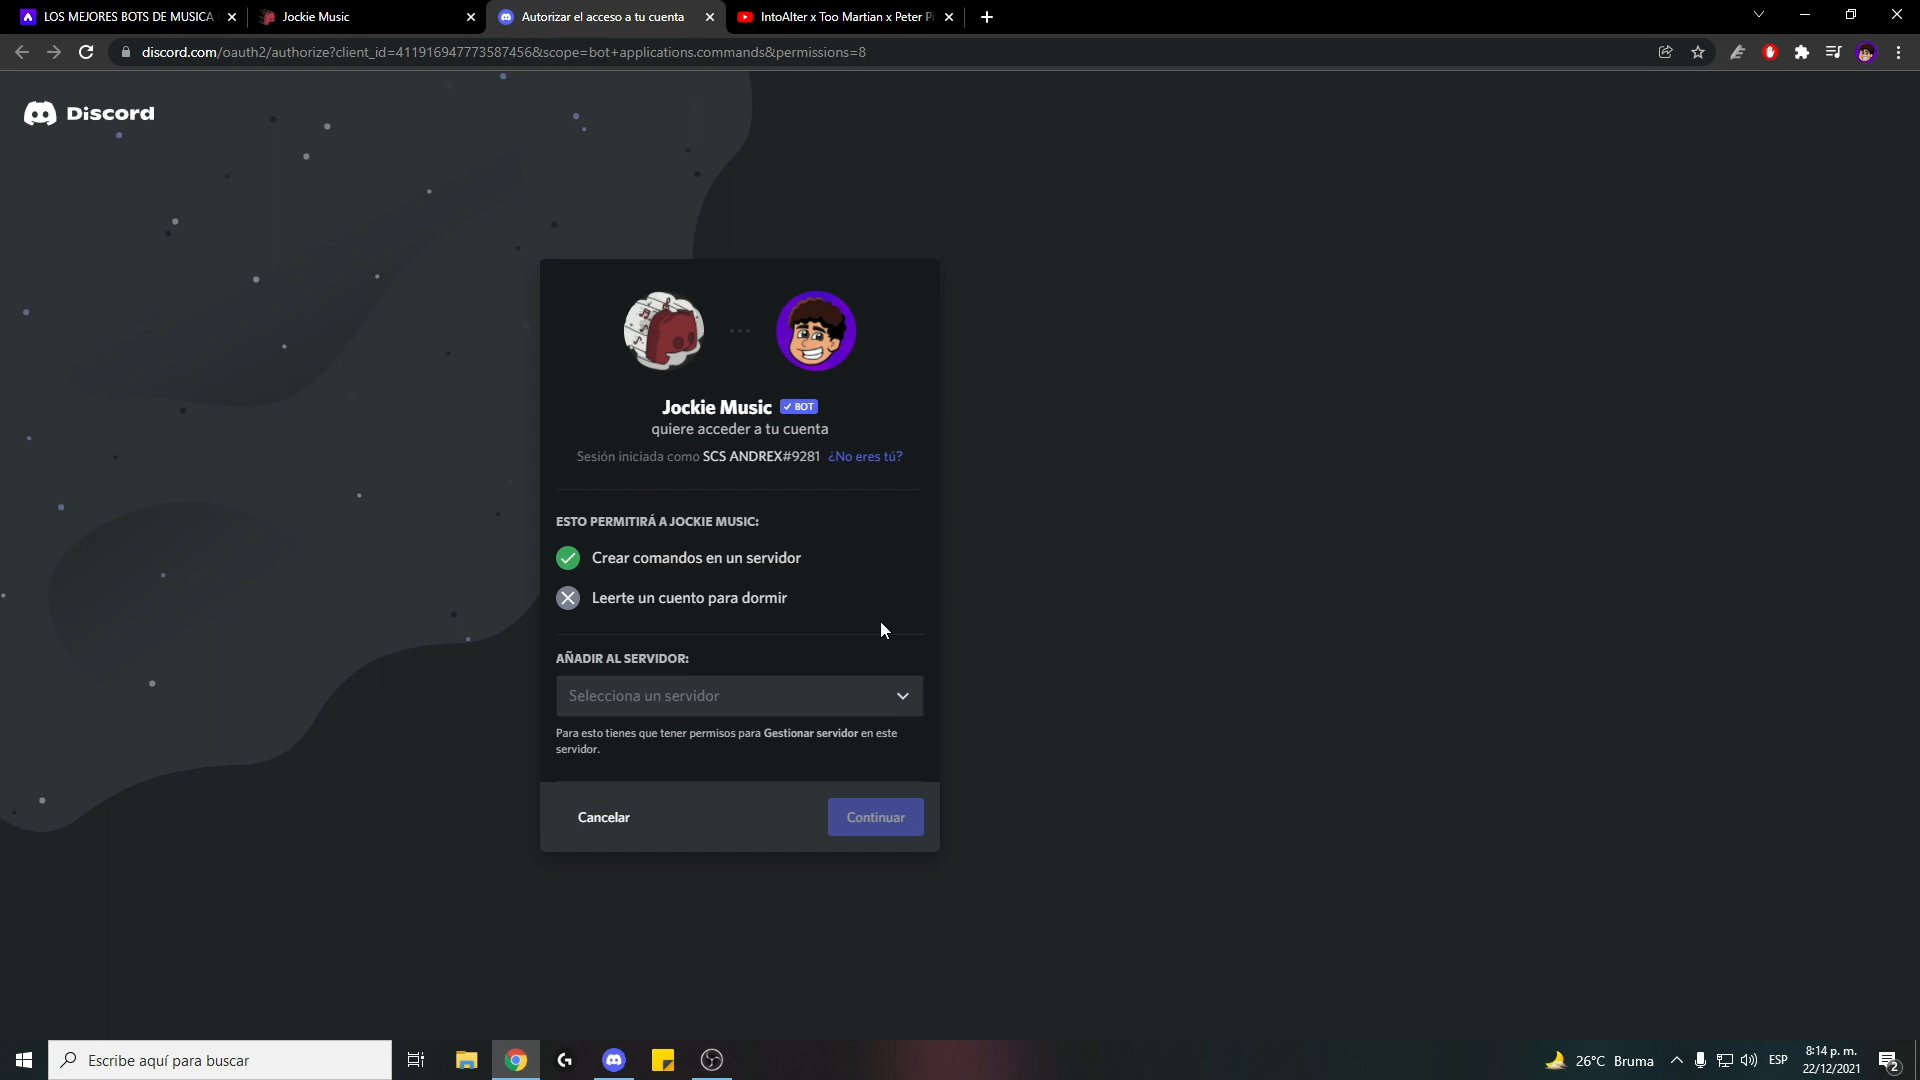 LOS MEJORES BOTS DE MUSICA
Jockie Music
Autorizar el acceso a tu cuenta
IntoAlter x Too Martian x Peter P
discord.com/oauth2/authorize?client_id=411916947773587456&scope=bot+applications.commands&permissions=8
Discord
Jockie Music
BOT
quiere acceder a tu cuenta
Sesión iniciada como SCS ANDREX#9281 ¿No eres tú?
ESTO PERMITIRÁ A JOCKIE MUSIC:
Crear comandos en un servidor
Leerte un cuento para dormir
AÑADIR AL SERVIDOR:
Selecciona un servidor
Para esto tienes que tener permisos para Gestionar servidor en este
servidor.
Cancelar
Continuar
Escribe aquí para buscar
26°C Bruma
ESP
8:14 p. m.
22/12/2021
2